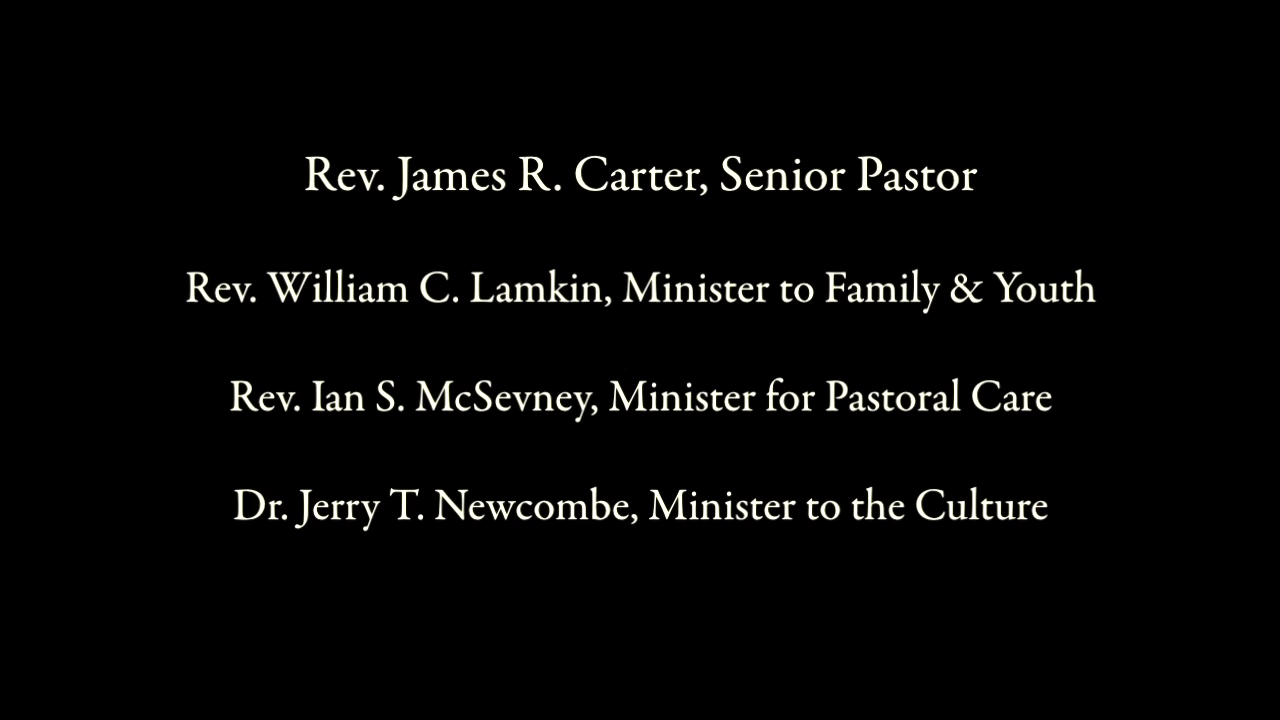 Rev. James R. Carter, Senior Pastor
Rev. William C. Lamkin, Minister to Family & Youth
Rev. Ian S. McSevney, Minister for Pastoral Care
Dr. Jerry T. Newcombe, Minister to the Culture